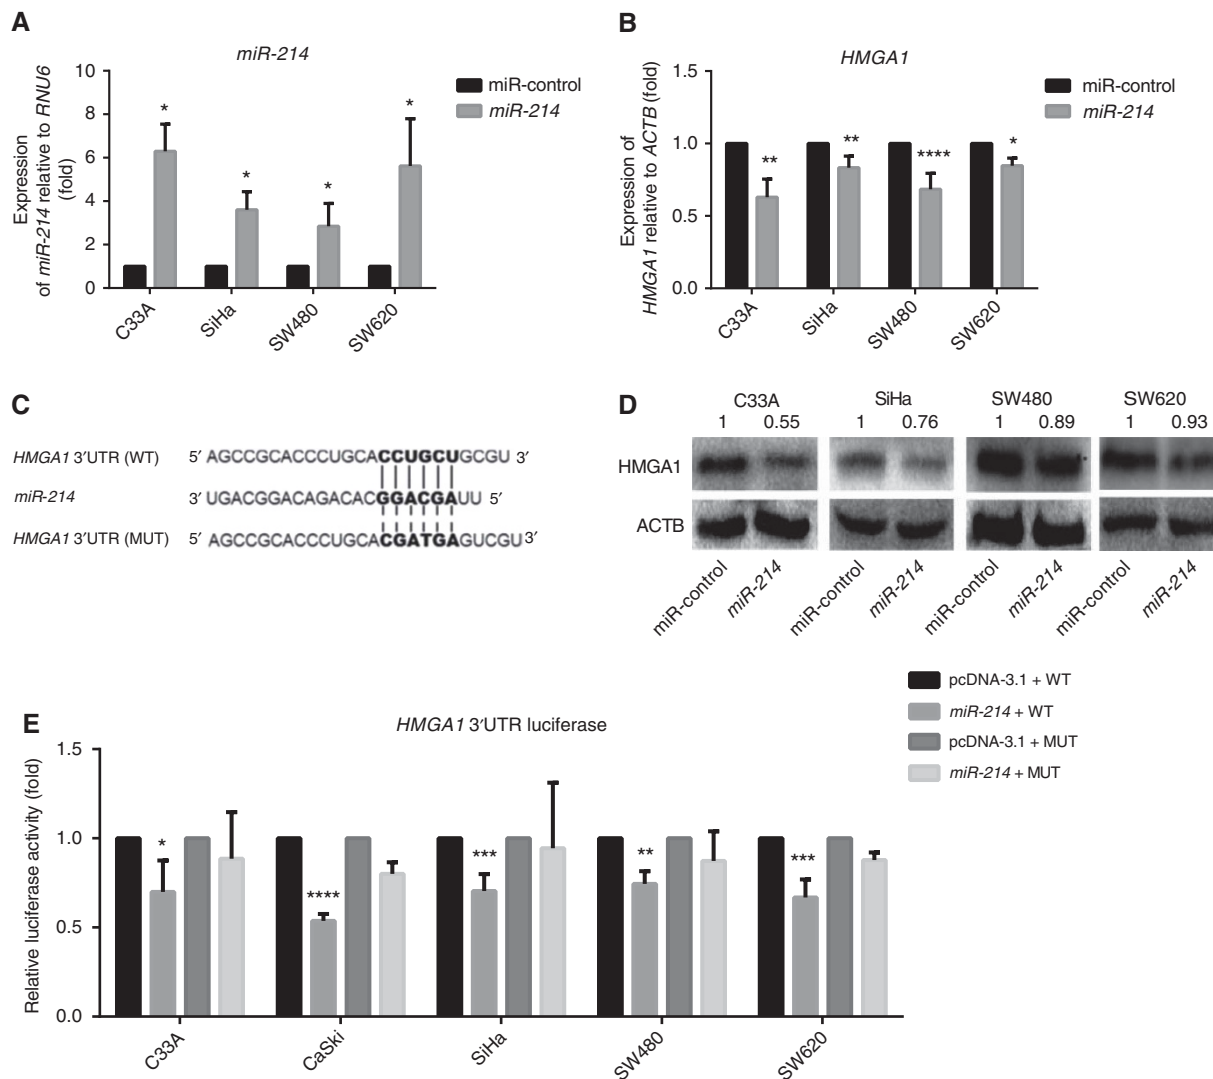 A
miR-214
Expression
of miR-214 relative to RNU6
(fold)
10
8
6
4
2
0
*
*
*
*
C33A
SiHa
SW480
SW620
miR-control
miR-214
B
HMGA1
Expression of
HMGA1 relative to ACTB (fold)
1.5
1.0
0.5
0.0
**
**
****
*
C33A
SiHa
SW480
SW620
miR-control
miR-214
C
HMGA1 3′UTR (WT) 5′ AGCCGCACCCUGCACCUGCUUGCGU 3′
miR-214 3′ UGACGGACAGACACGGACGAUU 5′
HMGA1 3′UTR (MUT) 5′ AGCCGCACCCUGCACGATGAGUCGU 3′
D
C33A SiHa SW480 SW620
1 0.55 1 0.76 1 0.89 1 0.93
HMGA1
ACTB
miR-control miR-214 miR-control miR-214 miR-control miR-214 miR-control miR-214
pcDNA-3.1 + WT
miR-214 + WT
pcDNA-3.1 + MUT
miR-214 + MUT
E
HMGA1 3′UTR luciferase
Relative luciferase activity (fold)
1.5
1.0
0.5
0.0
*
****
***
**
***
C33A
CaSki
SiHa
SW480
SW620